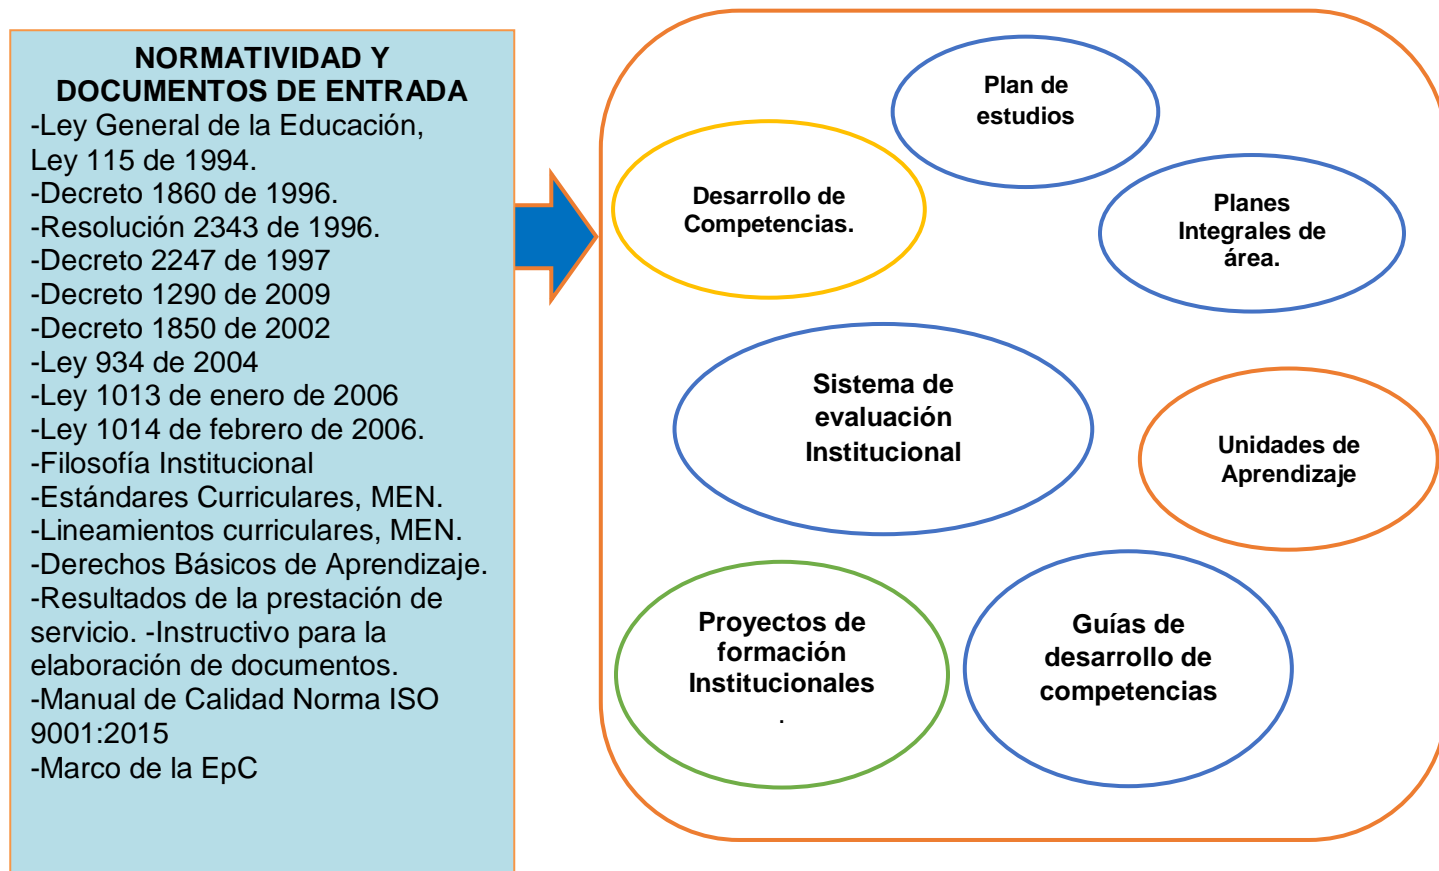 NORMATIVIDAD Y
DOCUMENTOS DE ENTRADA
-Ley General de la Educación,
Ley 115 de 1994.
-Decreto 1860 de 1996.
-Resolución 2343 de 1996.
-Decreto 2247 de 1997
-Decreto 1290 de 2009
-Decreto 1850 de 2002
-Ley 934 de 2004
-Ley 1013 de enero de 2006
-Ley 1014 de febrero de 2006.
-Filosofía Institucional
-Estándares Curriculares, MEN.
-Lineamientos curriculares, MEN.
-Derechos Básicos de Aprendizaje.
-Resultados de la prestación de
servicio. -Instructivo para la
elaboración de documentos.
-Manual de Calidad Norma ISO
9001:2015
-Marco de la EpC
Plan de
estudios
Desarrollo de
Competencias.
Planes
Integrales de
área.
Sistema de
evaluación
Institucional
Unidades de
Aprendizaje
Proyectos de
formación
Institucionales
.
Guías de
desarrollo de
competencias